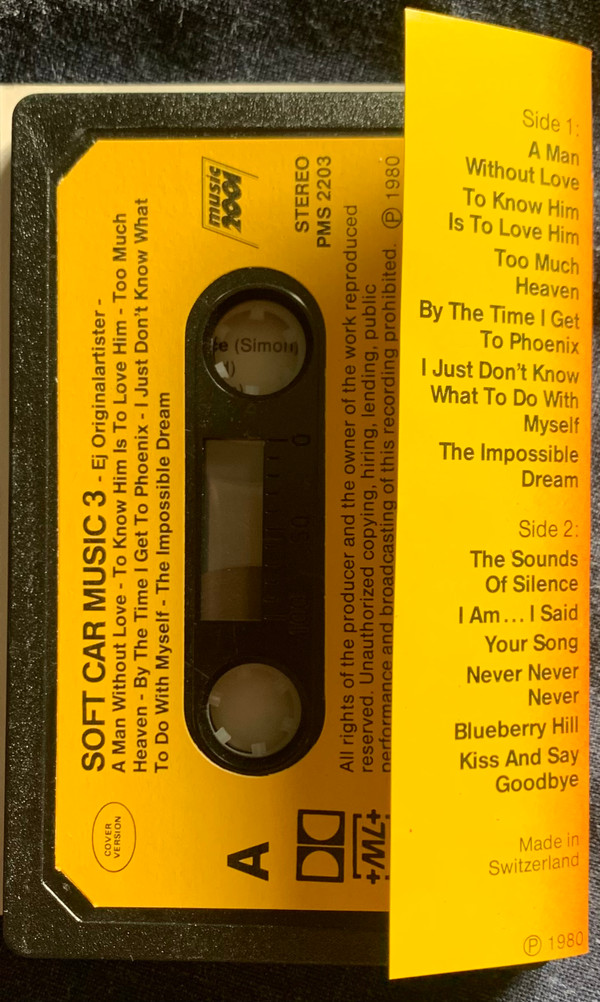 SOFT CAR MUSIC 3 - Ej Originalartister -
A Man Without Love - To Know Him Is To Love Him - Too Much
Heaven - By The Time I Get To Phoenix - I Just Don't Know What
To Do With Myself - The Impossible Dream
music
2001
STEREO
PMS 2203
(Simon
All rights of the producer and the owner of the work reproduced
reserved. Unauthorized copying, hiring, lending, public
performance and broadcasting of this recording prohibited. Ⓟ 1980
COVER
VERSION
A
Side 1:
A Man
Without Love
To Know Him
Is To Love Him
Too Much
Heaven
By The Time I Get
To Phoenix
I Just Don't Know
What To Do With
Myself
The Impossible
Dream
Side 2:
The Sounds
Of Silence
I Am... I Said
Your Song
Never Never
Never
Blueberry Hill
Kiss And Say
Goodbye
Made in
Switzerland
Ⓟ 1980